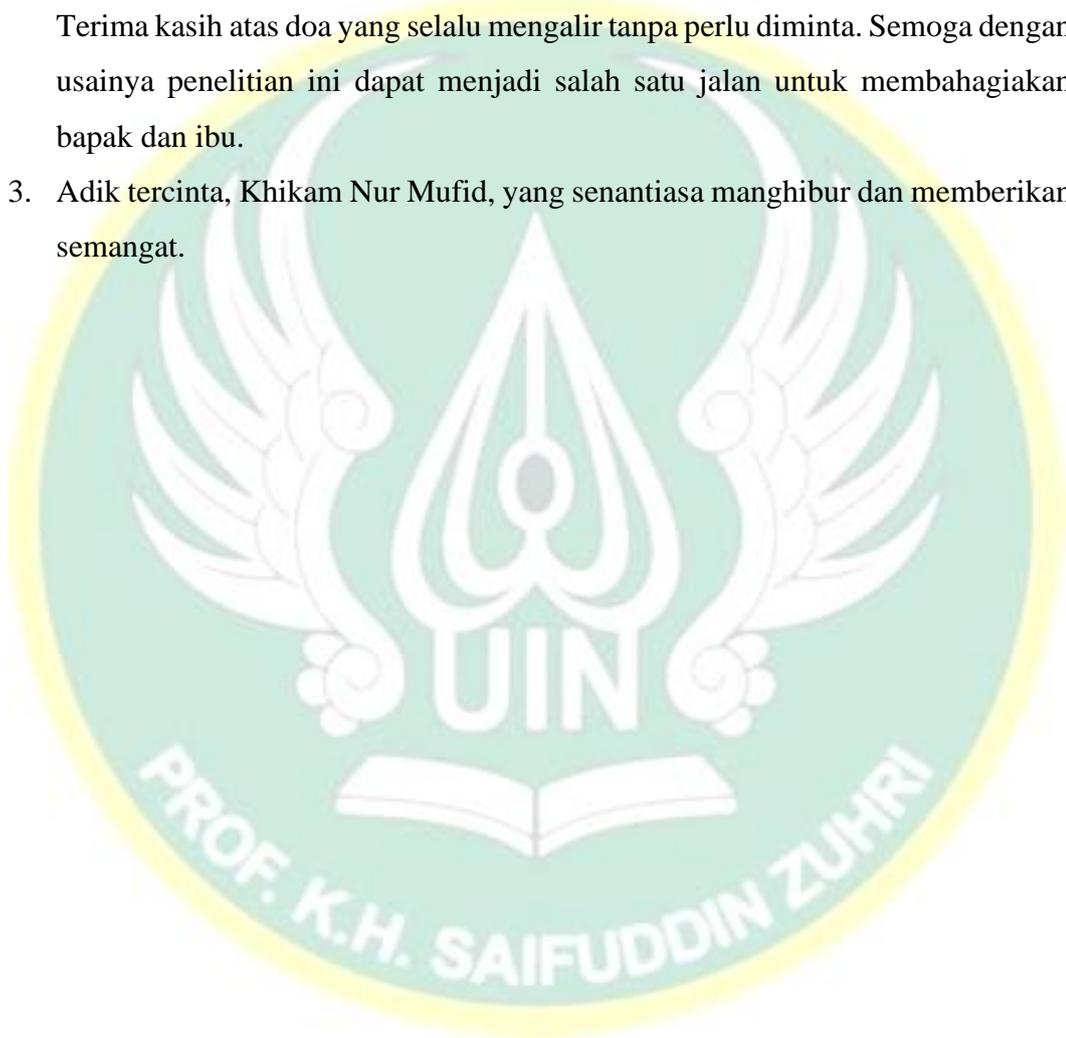 Terima kasih atas doa yang selalu mengalir tanpa perlu diminta. Semoga dengan
usainya penelitian ini dapat menjadi salah satu jalan untuk membahagiakan
bapak dan ibu.
3. Adik tercinta, Khikam Nur Mufid, yang senantiasa manghibur dan memberikan
semangat.
UIN
PROF. K.H. SAIFUDDIN ZUHRI